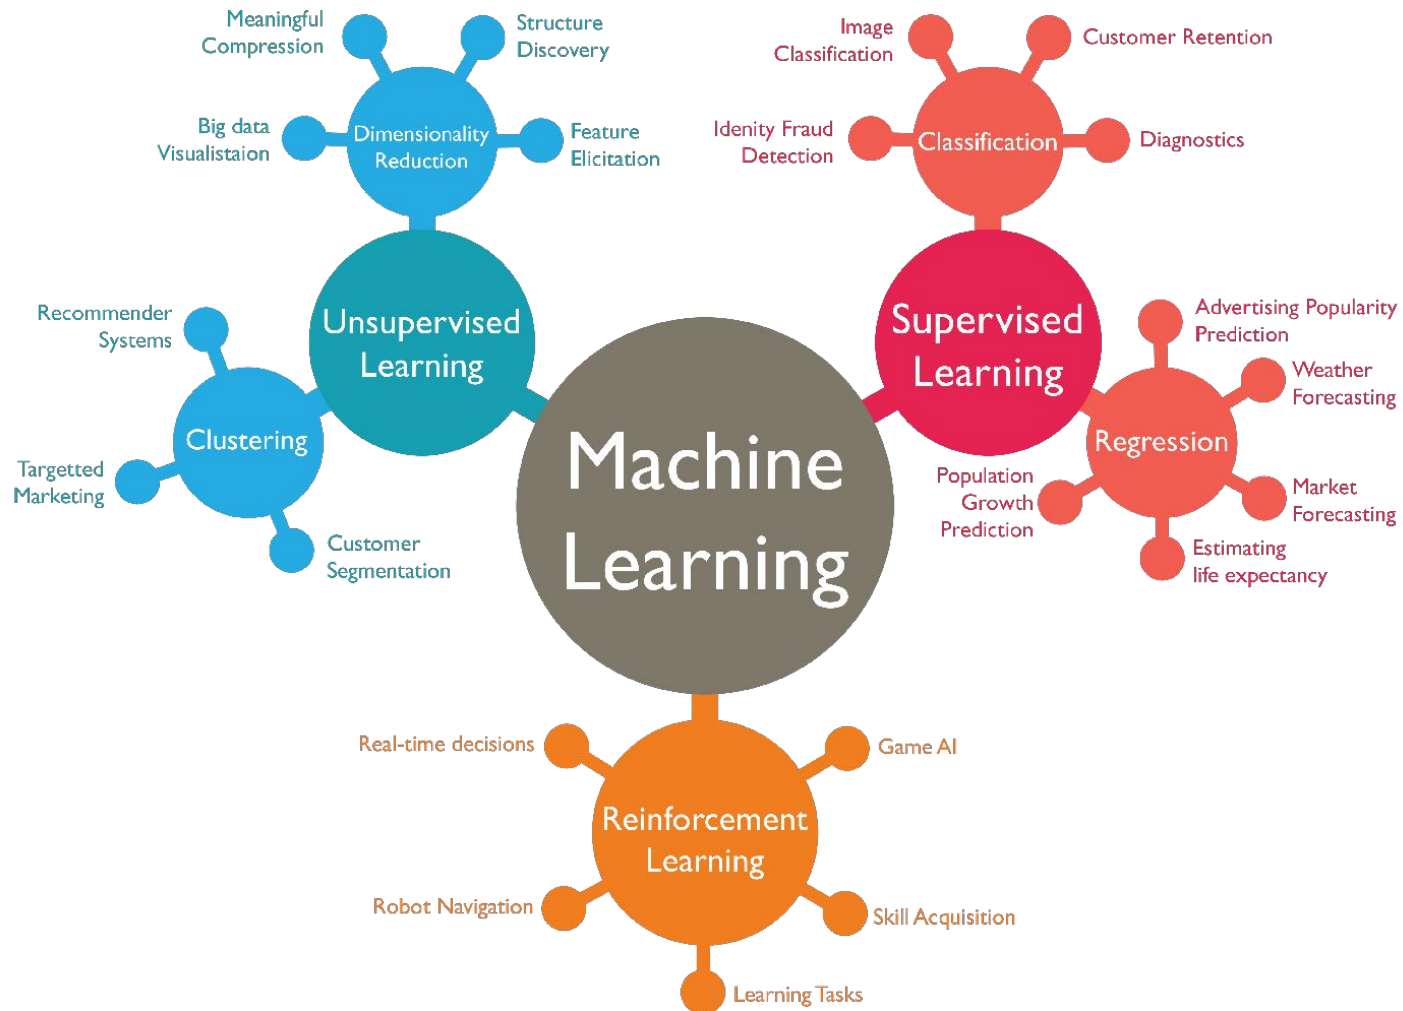 Meaningful
Compression
Structure
Discovery
Big data
Visualistaion
Dimensionality
Reduction
Feature
Elicitation
Image
Classification
Customer Retention
Idenity Fraud
Detection
Classification
Diagnostics
Unsupervised
Learning
Recommender
Systems
Clustering
Targetted
Marketing
Customer
Segmentation
Supervised
Learning
Advertising Popularity
Prediction
Weather
Forecasting
Regression
Population
Growth
Prediction
Market
Forecasting
Estimating
life expectancy
Machine
Learning
Real-time decisions
Game AI
Reinforcement
Learning
Robot Navigation
Skill Acquisition
Learning Tasks